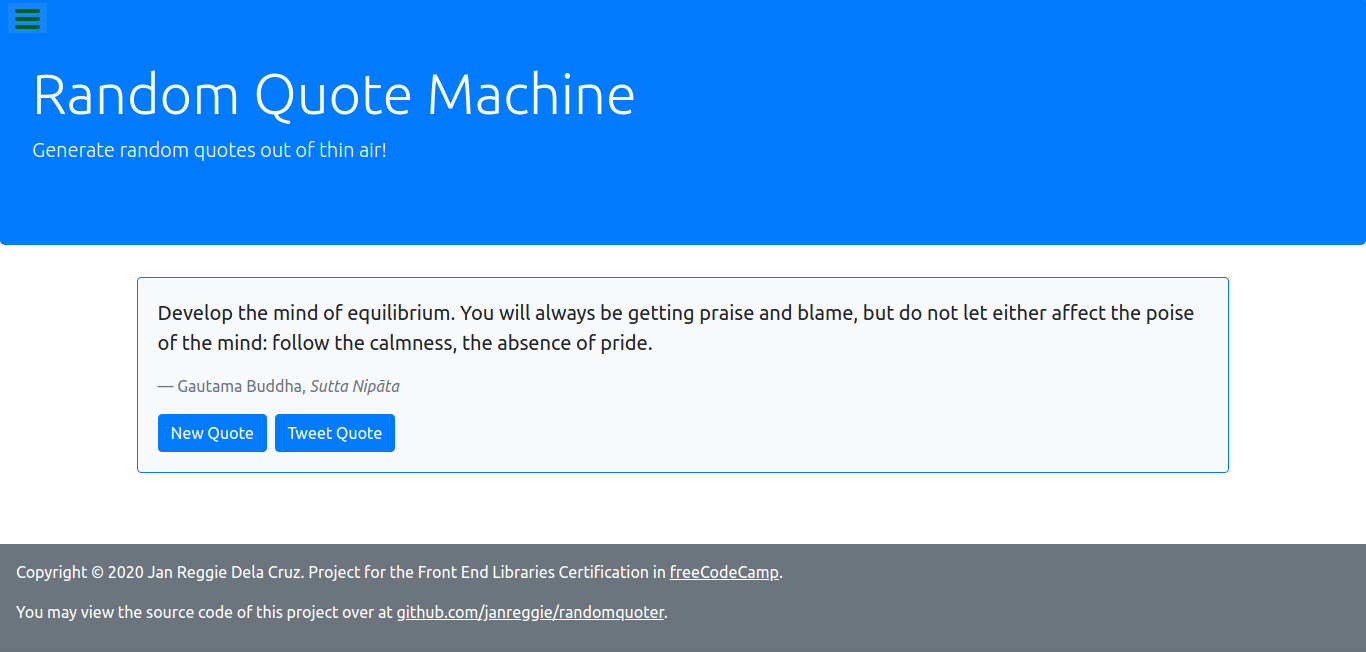 Random Quote Machine
Generate random quotes out of thin air!
Develop the mind of equilibrium. You will always be getting praise and blame, but do not let either affect the poise
of the mind: follow the calmness, the absence of pride.
— Gautama Buddha, Sutta Nipāta
New Quote Tweet Quote
Copyright © 2020 Jan Reggie Dela Cruz. Project for the Front End Libraries Certification in freeCodeCamp.
You may view the source code of this project over at github.com/janreggie/randomquoter.